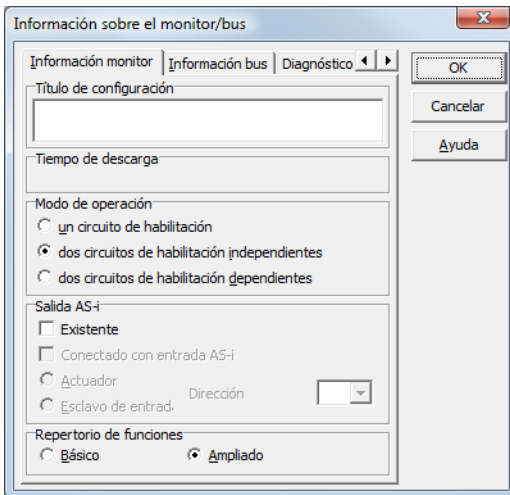 Información sobre el monitor/bus
Información monitor
Información bus
Diagnóstico
OK
Cancelar
Ayuda
Título de configuración
Tiempo de descarga
Modo de operación
un circuito de habilitación
dos circuitos de habilitación independientes
dos circuitos de habilitación dependientes
Salida AS-i
Existente
Conectado con entrada AS-i
Actuador
Dirección
Esclavo de entrad.
Repertorio de funciones
Básico
Ampliado